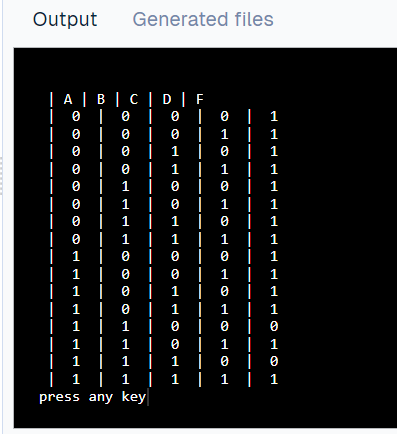 Output Generated files
| A | B | C | D | F
| 0 | 0 | 0 | 0 | 1
| 0 | 0 | 0 | 1 | 1
| 0 | 0 | 1 | 0 | 1
| 0 | 0 | 1 | 1 | 1
| 0 | 1 | 0 | 0 | 1
| 0 | 1 | 0 | 1 | 1
| 0 | 1 | 1 | 0 | 1
| 0 | 1 | 1 | 1 | 1
| 1 | 0 | 0 | 0 | 1
| 1 | 0 | 0 | 1 | 1
| 1 | 0 | 1 | 0 | 1
| 1 | 0 | 1 | 1 | 1
| 1 | 1 | 0 | 0 | 0
| 1 | 1 | 0 | 1 | 1
| 1 | 1 | 1 | 0 | 0
| 1 | 1 | 1 | 1 | 1
press any key